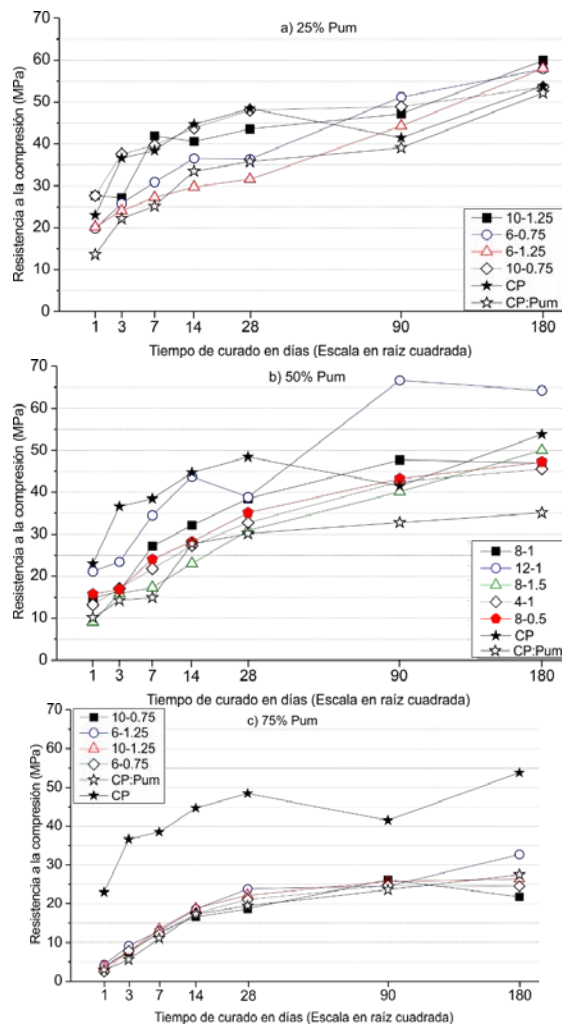 a) 25% Pum
70
60
50
40
30
20
10
0
Resistencia a la compresión (MPa)
10-1.25
6-0.75
6-1.25
10-0.75
CP
CP:Pum
1 3 7 14 28 90 180
Tiempo de curado en días (Escala en raíz cuadrada)
b) 50% Pum
70
60
50
40
30
20
10
0
Resistencia a la compresión (MPa)
8-1
12-1
8-1.5
4-1
8-0.5
CP
CP:Pum
1 3 7 14 28 90 180
Tiempo de curado en días (Escala en raíz cuadrada)
c) 75% Pum
70
60
50
40
30
20
10
0
Resistencia a la compresión (MPa)
10-0.75
6-1.25
10-1.25
6-0.75
CP:Pum
CP
1 3 7 14 28 90 180
Tiempo de curado en días (Escala en raíz cuadrada)